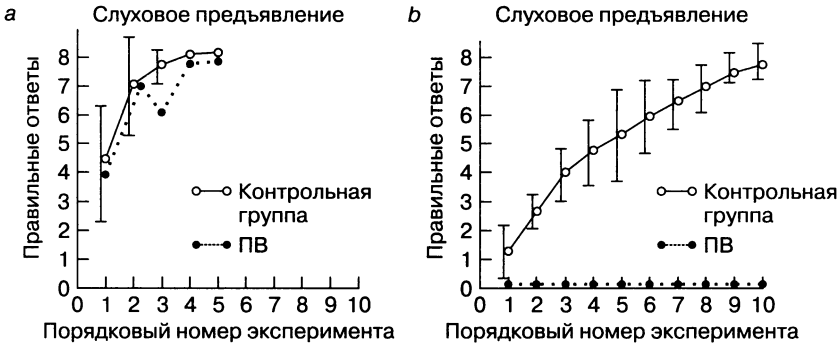 a
Слуховое предъявление
Правильные ответы
8
7
6
5
4
3
2
1
0
Контрольная
группа
ПВ
0 1 2 3 4 5 6 7 8 9 10
Порядковый номер эксперимента
b
Слуховое предъявление
Правильные ответы
8
7
6
5
4
3
2
1
0
Контрольная
группа
ПВ
0 1 2 3 4 5 6 7 8 9 10
Порядковый номер эксперимента